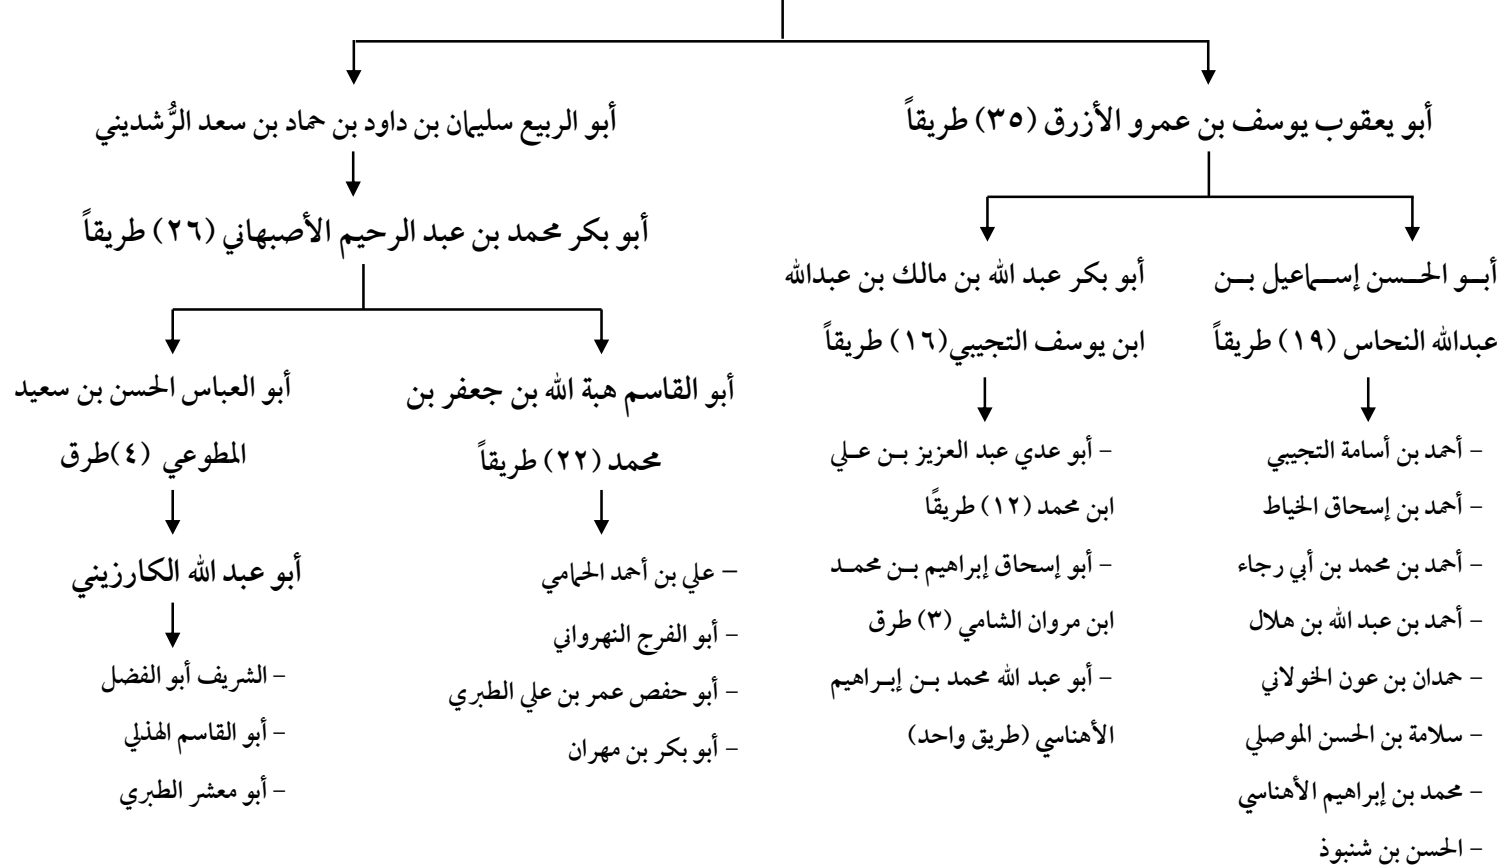 أبو يعقوب يوسف بن عمرو الأزرق (٣٥) طريقاً
أبو الحسن إسماعيل بن
عبدالله النحاس (١٩) طريقاً
- أحمد بن أسامة التجيبي
- أحمد بن إسحاق الخياط
- أحمد بن محمد بن أبي رجاء
- أحمد بن عبد الله بن هلال
- حمدان بن عون الخولاني
- سلامة بن الحسن الموصلي
- محمد بن إبراهيم الأهناسي
- الحسن بن شنبوذ
أبو بكر عبد الله بن مالك بن عبدالله
ابن يوسف التجيبي(١٦) طريقاً
- أبو عدي عبد العزيز بن علي
ابن محمد (١٢) طريقًا
- أبو إسحاق إبراهيم بن محمد
ابن مروان الشامي (٣) طرق
- أبو عبد الله محمد بن إبراهيم
الأهناسي (طريق واحد)
أبو الربيع سليمان بن داود بن حماد بن سعد الرُّشديني
أبو بكر محمد بن عبد الرحيم الأصبهاني (٢٦) طريقاً
أبو القاسم هبة الله بن جعفر بن
محمد (٢٢) طريقاً
- علي بن أحمد الحمامي
- أبو الفرج النهرواني
- أبو حفص عمر بن علي الطبري
- أبو بكر بن مهران
أبو العباس الحسن بن سعيد
المطوعي (٤)طرق
أبو عبد الله الكارزيني
- الشريف أبو الفضل
- أبو القاسم الهذلي
- أبو معشر الطبري